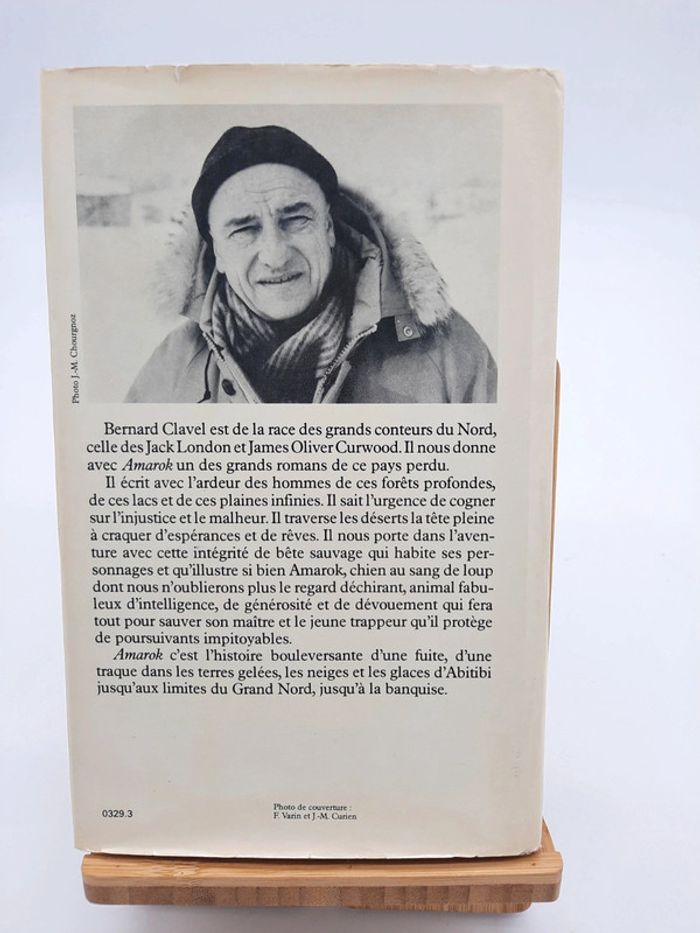 Photo J.-M. Chourgnoz
Bernard Clavel est de la race des grands conteurs du Nord,
celle des Jack London et James Oliver Curwood. Il nous donne
avec Amarok un des grands romans de ce pays perdu.
Il écrit avec l'ardeur des hommes de ces forêts profondes,
de ces lacs et de ces plaines infinies. Il sait l'urgence de cogner
sur l'injustice et le malheur. Il traverse les déserts la tête pleine
à craquer d'espérances et de rêves. Il nous porte dans l'aven-
ture avec cette intégrité de bête sauvage qui habite ses per-
sonnages et qu'illustre si bien Amarok, chien au sang de loup
dont nous n'oublierons plus le regard déchirant, animal fabu-
leux d'intelligence, de générosité et de dévouement qui fera
tout pour sauver son maître et le jeune trappeur qu'il protège
de poursuivants impitoyables.
Amarok c'est l'histoire bouleversante d'une fuite, d'une
traque dans les terres gelées, les neiges et les glaces d'Abitibi
jusqu'aux limites du Grand Nord, jusqu'à la banquise.
0329.3
Photo de couverture :
F. Varin et J.-M. Curien